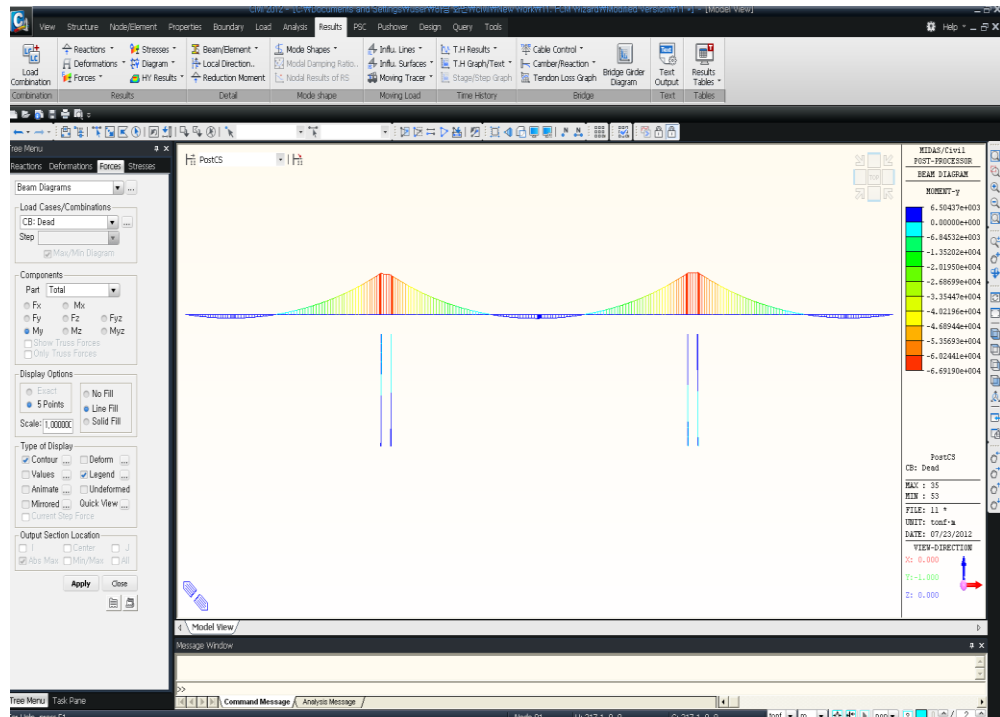 View Structure Node/Element Properties Boundary Load Analysis Results PSC Pushover Design Query Tools Help
Load Combination
Reactions
Deformations
Forces
Stresses
Diagram
HY Results
Beam/Element
Local Direction..
Reduction Moment
Mode Shapes
Modal Damping Ratio..
Nodal Results of RS
Influ. Lines
Influ. Surfaces
Moving Tracer
T.H Results
T.H Graph/Text
Stage/Step Graph
Cable Control
Camber/Reaction
Tendon Loss Graph
Bridge Girder Diagram
Text Output
Results Tables
Combination Results Detail Mode shape Moving Load Time History Bridge Text Tables
Tree Menu
Reactions Deformations Forces Stresses
Beam Diagrams ...
Load Cases/Combinations
CB: Dead ...
Step
Max/Min Diagram
Components
Part Total
Fx Mx
Fy Fz Fyz
My Mz Myz
Show Truss Forces
Only Truss Forces
Display Options
Exact
5 Points
No Fill
Line Fill
Solid Fill
Scale: 1,000000
Type of Display
Contour ... Deform ...
Values ... Legend ...
Animate ... Undeformed
Mirrored ... Quick View ...
Current Step Force
Output Section Location
I Center J
Abs Max Min/Max All
Apply Close
Tree Menu Task Pane
PostCS
TOP
MIDAS/Civil
POST-PROCESSOR
BEAM DIAGRAM
MOMENT-y
6.50437e+003
0.00000e+000
-6.84532e+003
-1.35202e+004
-2.01950e+004
-2.68699e+004
-3.35447e+004
-4.02196e+004
-4.68944e+004
-5.35693e+004
-6.02441e+004
-6.69190e+004
PostCS
CB: Dead
MAX : 35
MIN : 53
FILE: 11 *
UNIT: tonf·m
DATE: 07/23/2012
VIEW-DIRECTION
X: 0.000
Y:-1.000
Z: 0.000
Model View
Message Window
>>
Command Message Analysis Message